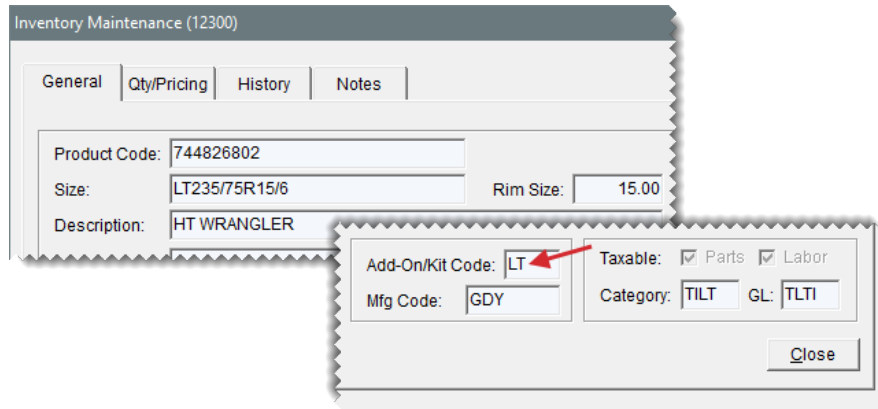 Inventory Maintenance (12300)
General Qty/Pricing History Notes
Product Code: 744826802
Size: LT235/75R15/6 Rim Size: 15.00
Description: HT WRANGLER
Add-On/Kit Code: LT Taxable: Parts Labor
Mfg Code: GDY Category: TILT GL: TLTI
Close